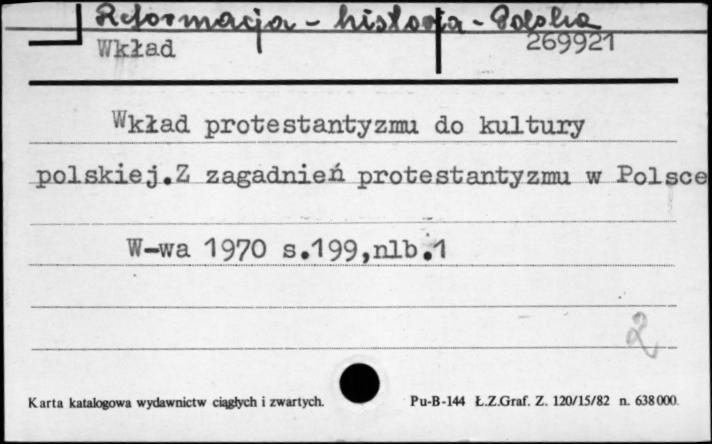 Reformacja - historia - Polska
Wkład 269921
Wkład protestantyzmu do kultury
polskiej.Z zagadnień protestantyzmu w Polsce
W-wa 1970 s.199,nlb.1
2
Karta katalogowa wydawnictw ciągłych i zwartych. Pu-B-144 Ł.Z.Graf. Z. 120/15/82 n. 638000.